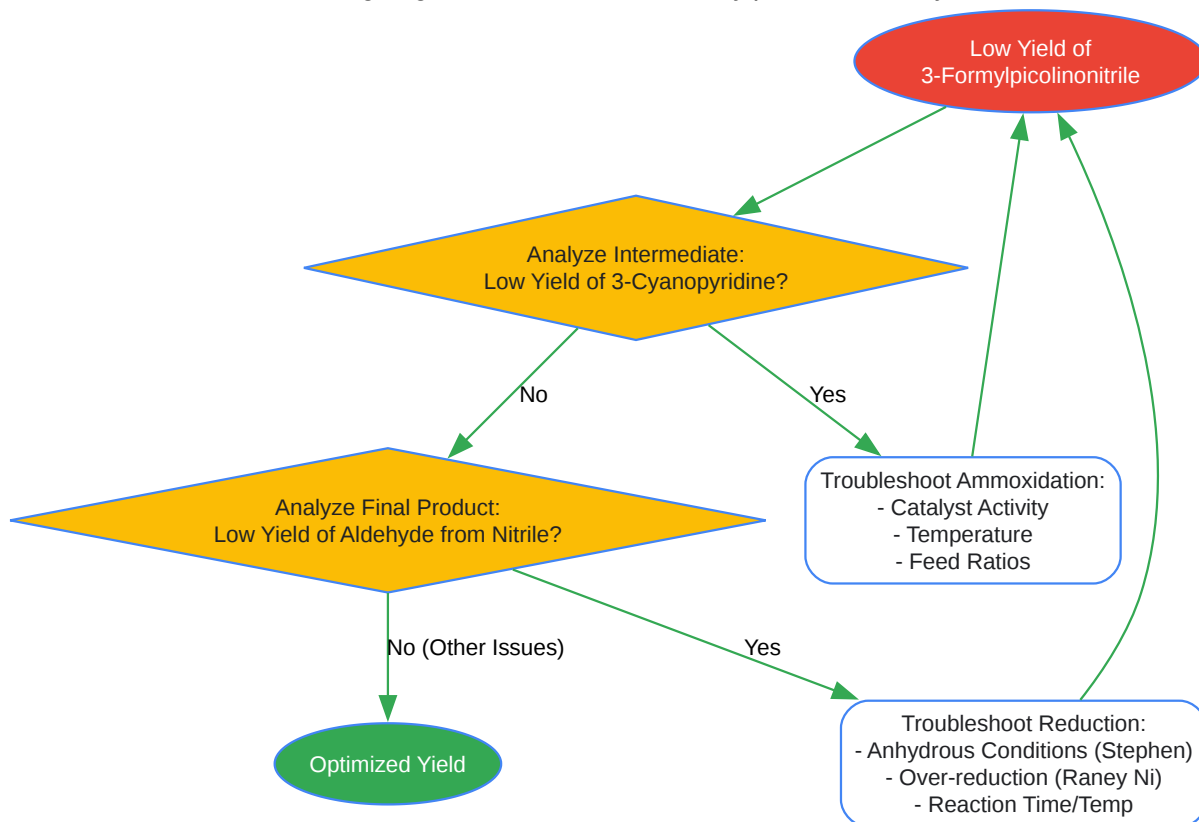 Low Yield of
3-Formylpicolinonitrile
Analyze Intermediate:
Low Yield of 3-Cyanopyridine?
No
Yes
Troubleshoot Ammoxidation:
- Catalyst Activity
- Temperature
- Feed Ratios
Analyze Final Product:
Low Yield of Aldehyde from Nitrile?
No (Other Issues)
Yes
Optimized Yield
Troubleshoot Reduction:
- Anhydrous Conditions (Stephen)
- Over-reduction (Raney Ni)
- Reaction Time/Temp